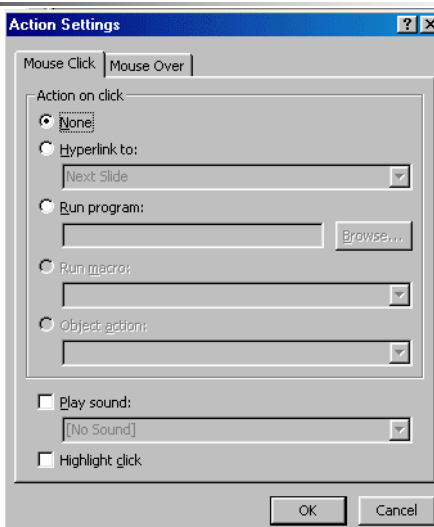 Action Settings
Mouse Click Mouse Over
Action on click
None
Hyperlink to:
Next Slide
Run program:
Browse...
Run macro:
Object action:
Play sound:
[No Sound]
Highlight click
OK Cancel